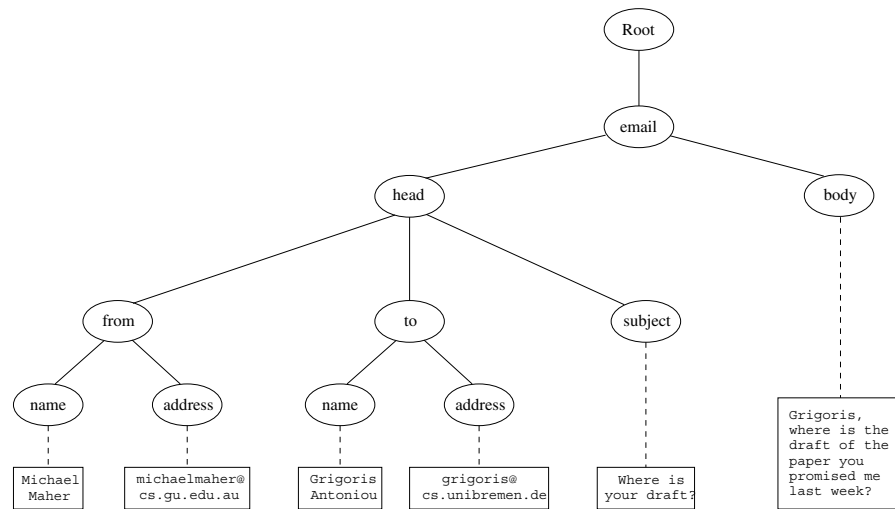 Root
email
head
body
from
to
subject
name
address
name
address
Michael
Maher
michaelmaher@
cs.gu.edu.au
Grigoris
Antoniou
grigoris@
cs.unibremen.de
Where is
your draft?
Grigoris,
where is the
draft of the
paper you
promised me
last week?